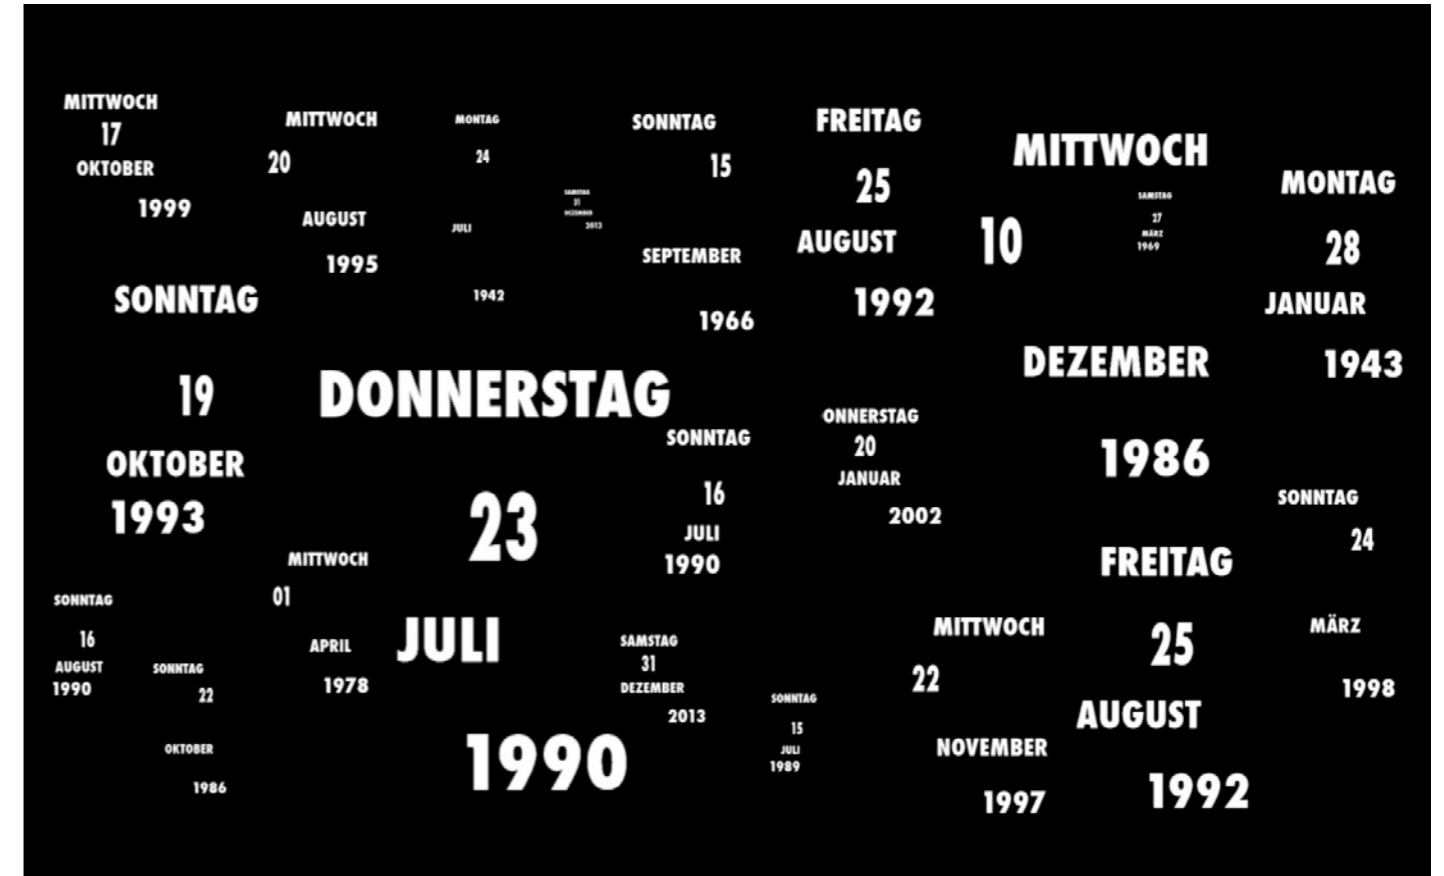 MITTWOCH
17
OKTOBER
1999
MITTWOCH
20
AUGUST
1995
MONTAG
24
JULI
1942
SAMSTAG
31
DEZEMBER
2013
SONNTAG
15
SEPTEMBER
1966
FREITAG
25
AUGUST
1992
MITTWOCH
10
DEZEMBER
1986
SAMSTAG
27
MÄRZ
1969
MONTAG
28
JANUAR
1943
SONNTAG
19
OKTOBER
1993
DONNERSTAG
23
JULI
1990
SONNTAG
16
JULI
1990
ONNERSTAG
20
JANUAR
2002
SONNTAG
24
MÄRZ
1998
MITTWOCH
01
APRIL
1978
SONNTAG
16
AUGUST
1990
SONNTAG
22
OKTOBER
1986
SAMSTAG
31
DEZEMBER
2013
SONNTAG
15
JULI
1989
MITTWOCH
22
NOVEMBER
1997
FREITAG
25
AUGUST
1992